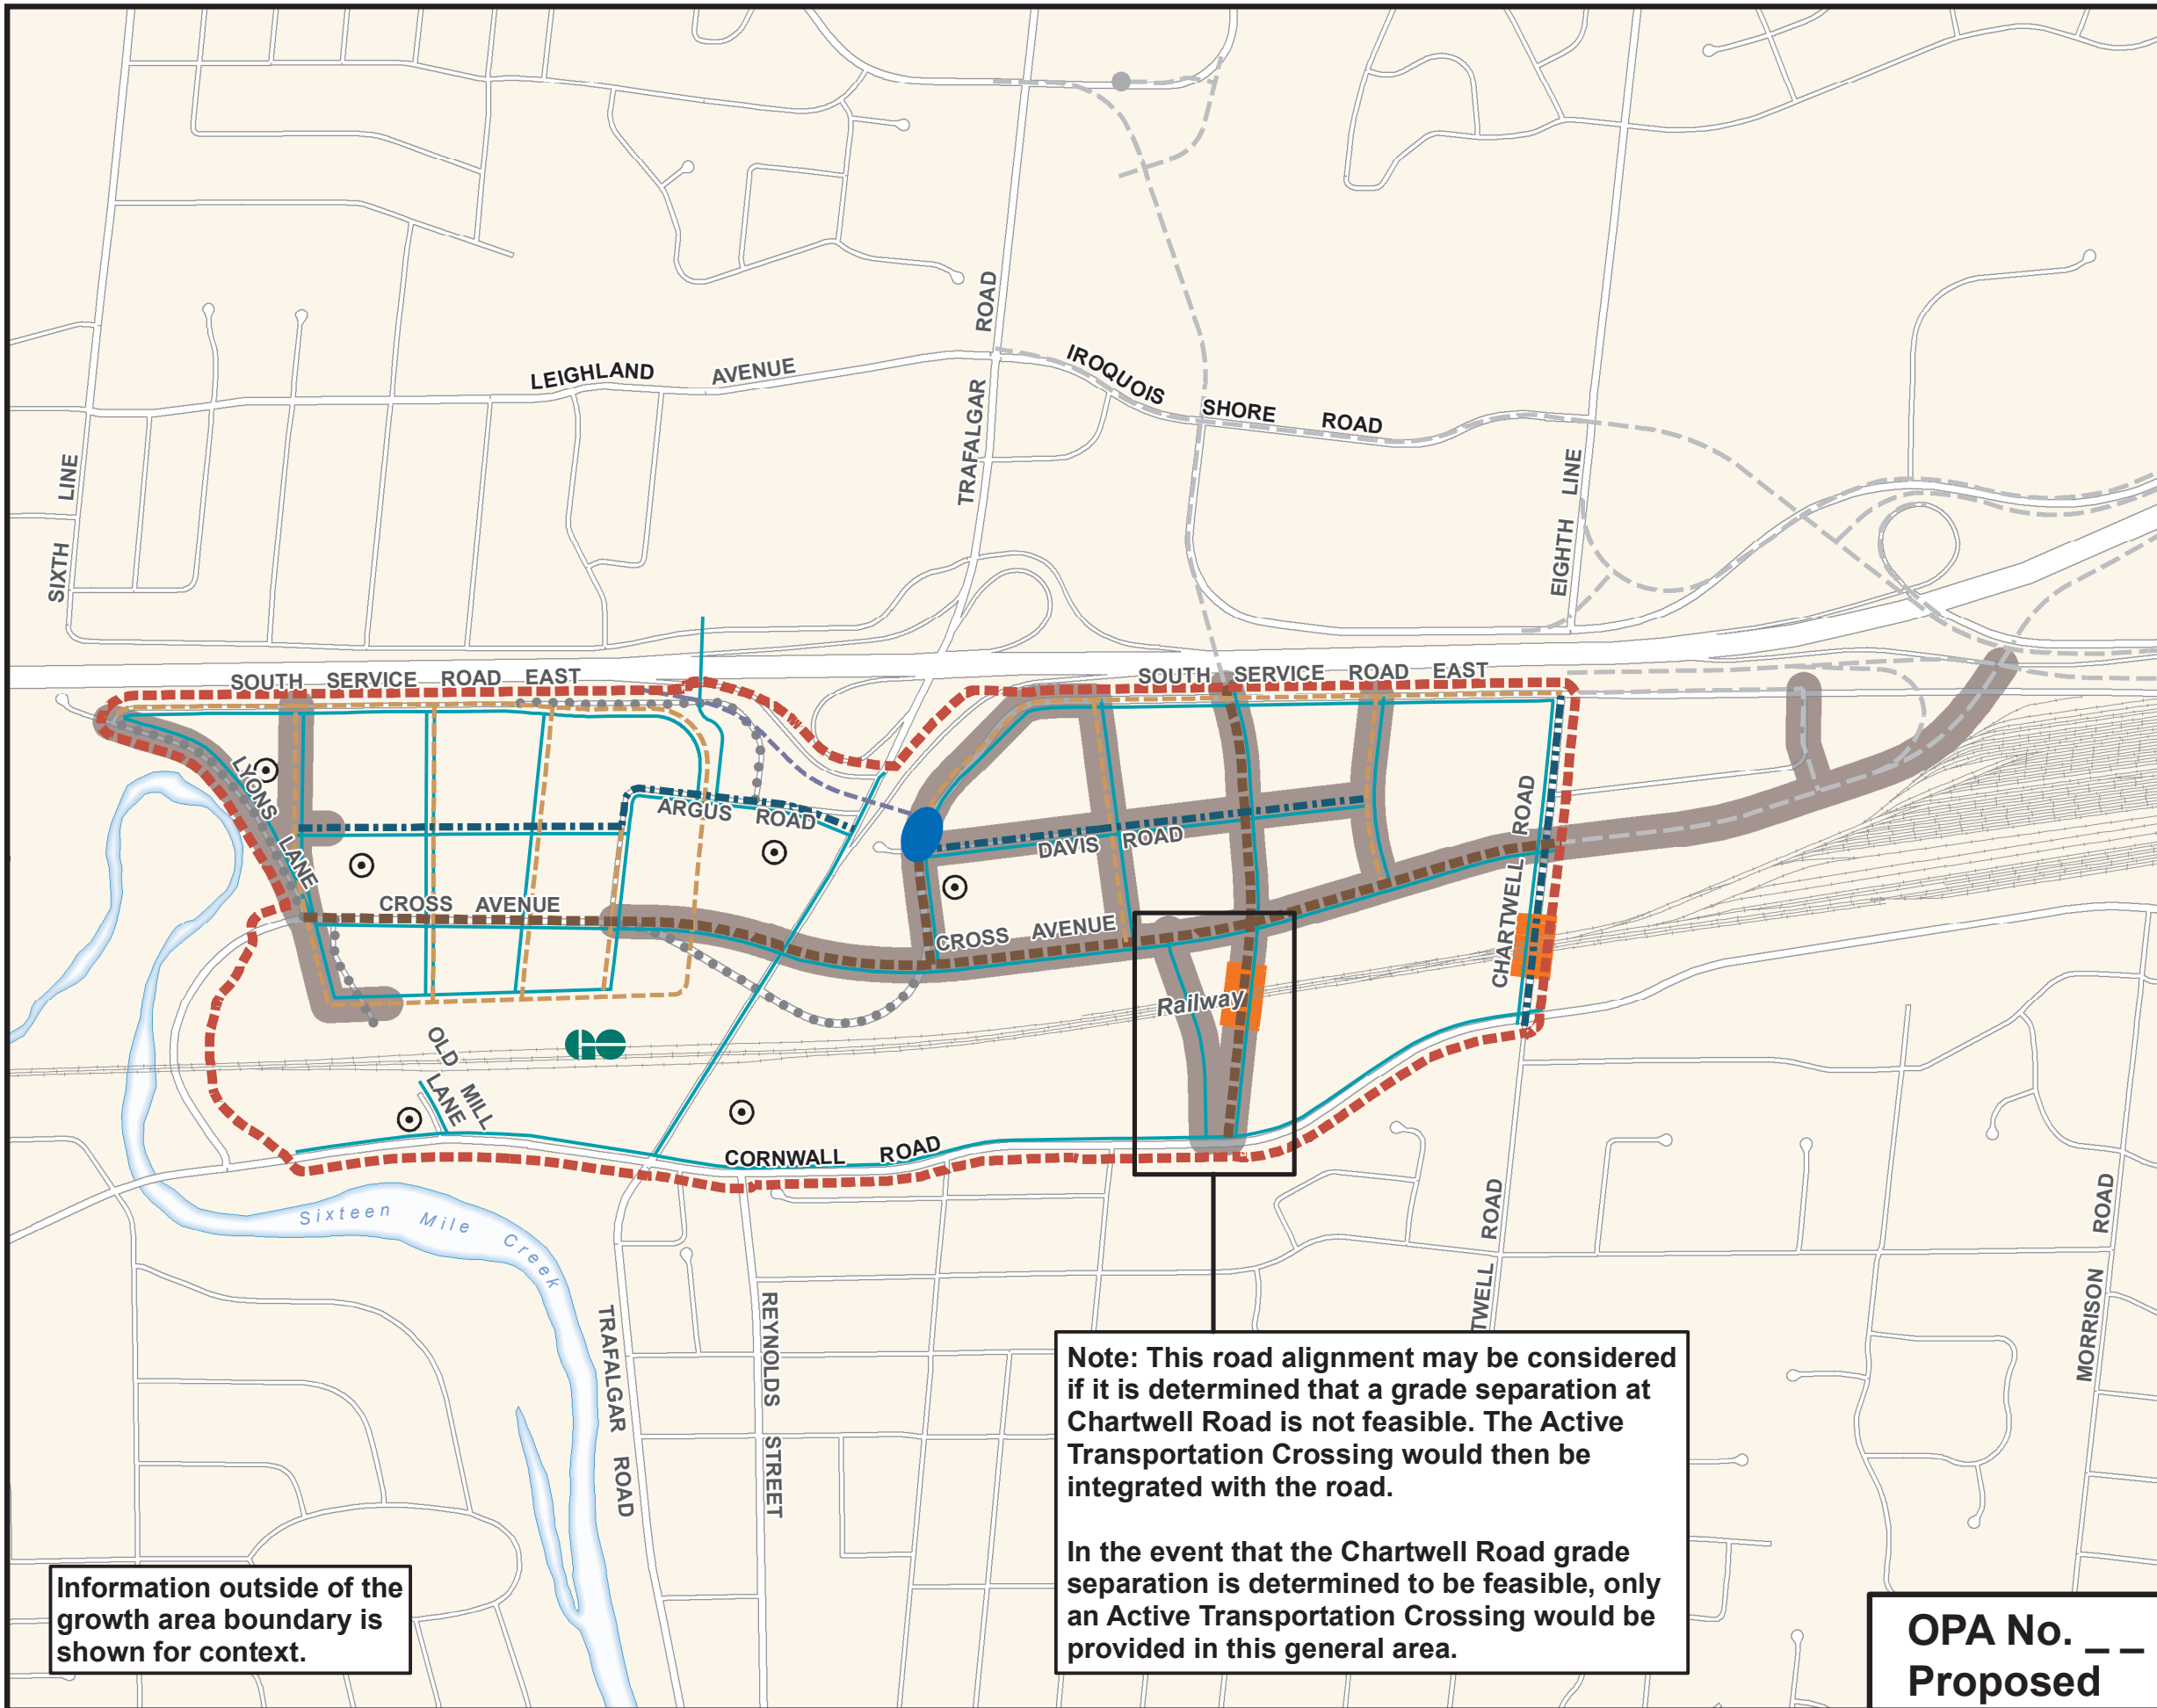 ROAD
TRAFALGAR
LEIGHLAND AVENUE
IROQUOIS SHORE ROAD
SIXTH LINE
EIGHTH LINE
SOUTH SERVICE ROAD EAST
SOUTH SERVICE ROAD EAST
LYONS LANE
ARGUS ROAD
DAVIS ROAD
CHARTWELL ROAD
CROSS AVENUE
CROSS AVENUE
Railway
GO
OLD MILL
LANE
CORNWALL ROAD
Sixteen Mile Creek
TRAFALGAR ROAD
REYNOLDS STREET
TWELL ROAD
MORRISON ROAD
Note: This road alignment may be considered
if it is determined that a grade separation at
Chartwell Road is not feasible. The Active
Transportation Crossing would then be
integrated with the road.
In the event that the Chartwell Road grade
separation is determined to be feasible, only
an Active Transportation Crossing would be
provided in this general area.
Information outside of the
growth area boundary is
shown for context.
OPA No. _ _
Proposed